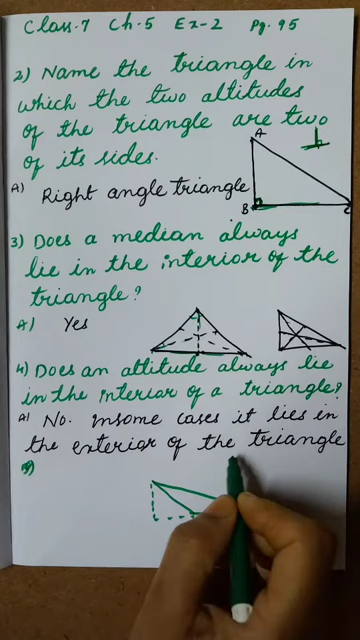 Class-7 Ch-5 Ex-2 Pg. 95
2) Name the triangle in
which the two altitudes
of the triangle are two
of its sides.
A) Right angle triangle
A
B
C
b
3) Does a median always
lie in the interior of the
triangle?
A) Yes
4) Does an altitude always lie
in the interior of a triangle?
A) No. In some cases it lies in
the exterior of the triangle